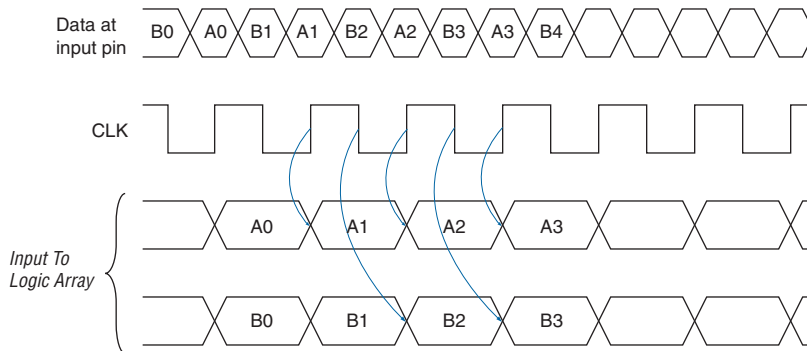 Data at
input pin
B0 A0 B1 A1 B2 A2 B3 A3 B4
CLK
Input To
Logic Array
A0 A1 A2 A3
B0 B1 B2 B3